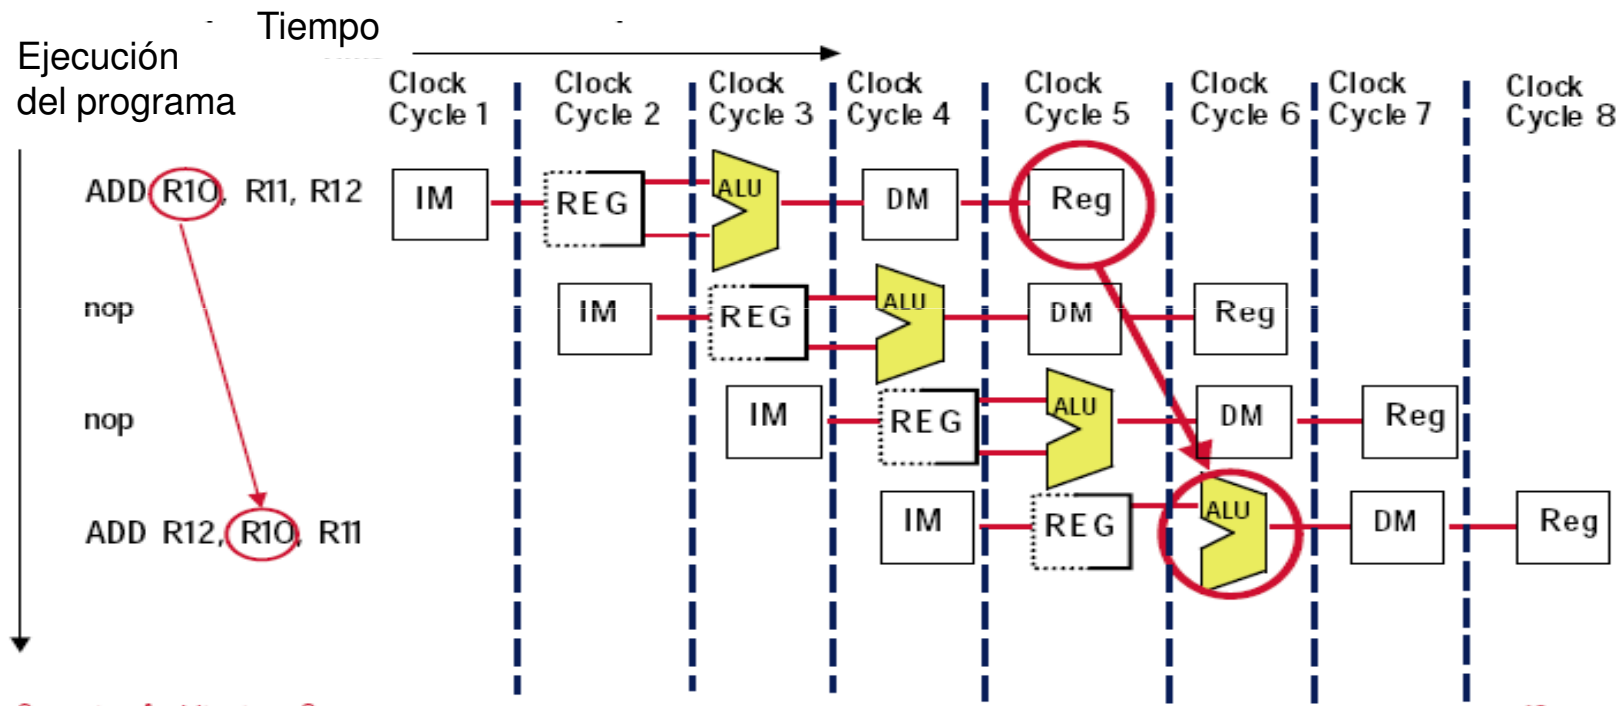 Tiempo
Ejecución
del programa
Clock Cycle 1
Clock Cycle 2
Clock Cycle 3
Clock Cycle 4
Clock Cycle 5
Clock Cycle 6
Clock Cycle 7
Clock Cycle 8
ADD R10, R11, R12
IM
REG
ALU
DM
Reg
nop
IM
REG
ALU
DM
Reg
nop
IM
REG
ALU
DM
Reg
ADD R12, R10, R11
IM
REG
ALU
DM
Reg